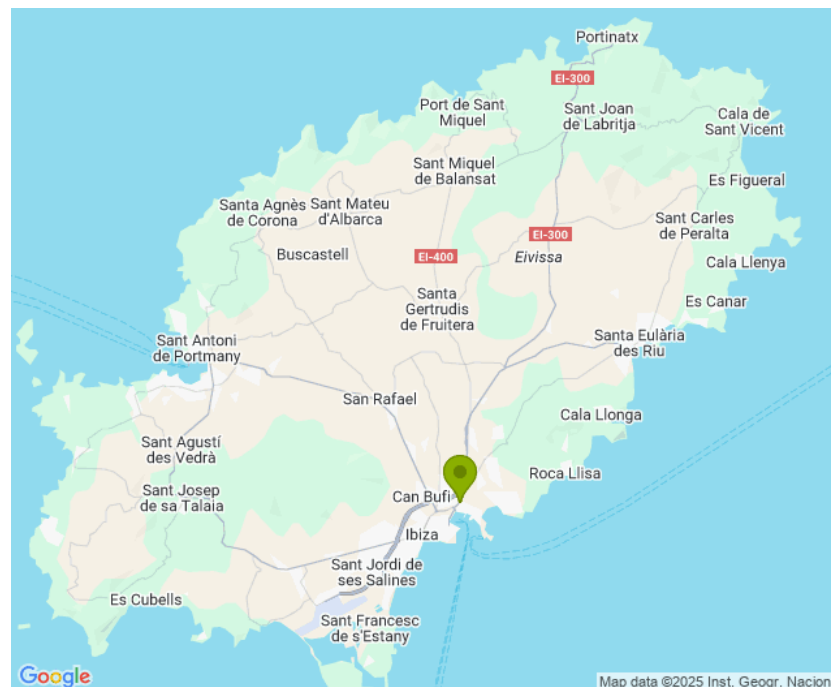 Portinatx
EI-300
Port de Sant
Miquel
Sant Joan
de Labritja
Cala de
Sant Vicent
Sant Miquel
de Balansat
Es Figueral
Santa Agnès
de Corona
Sant Mateu
d'Albarca
Sant Carles
de Peralta
EI-300
Buscastell
EI-400
Eivissa
Cala Llenya
Santa
Gertrudis
de Fruitera
Es Canar
Sant Antoni
de Portmany
Santa Eulària
des Riu
San Rafael
Cala Llonga
Sant Agustí
des Vedrà
Roca Llisa
Sant Josep
de sa Talaia
Can Bufí
Ibiza
Sant Jordi de
ses Salines
Es Cubells
Sant Francesc
de s'Estany
Google
Map data ©2025 Inst. Geogr. Nacion